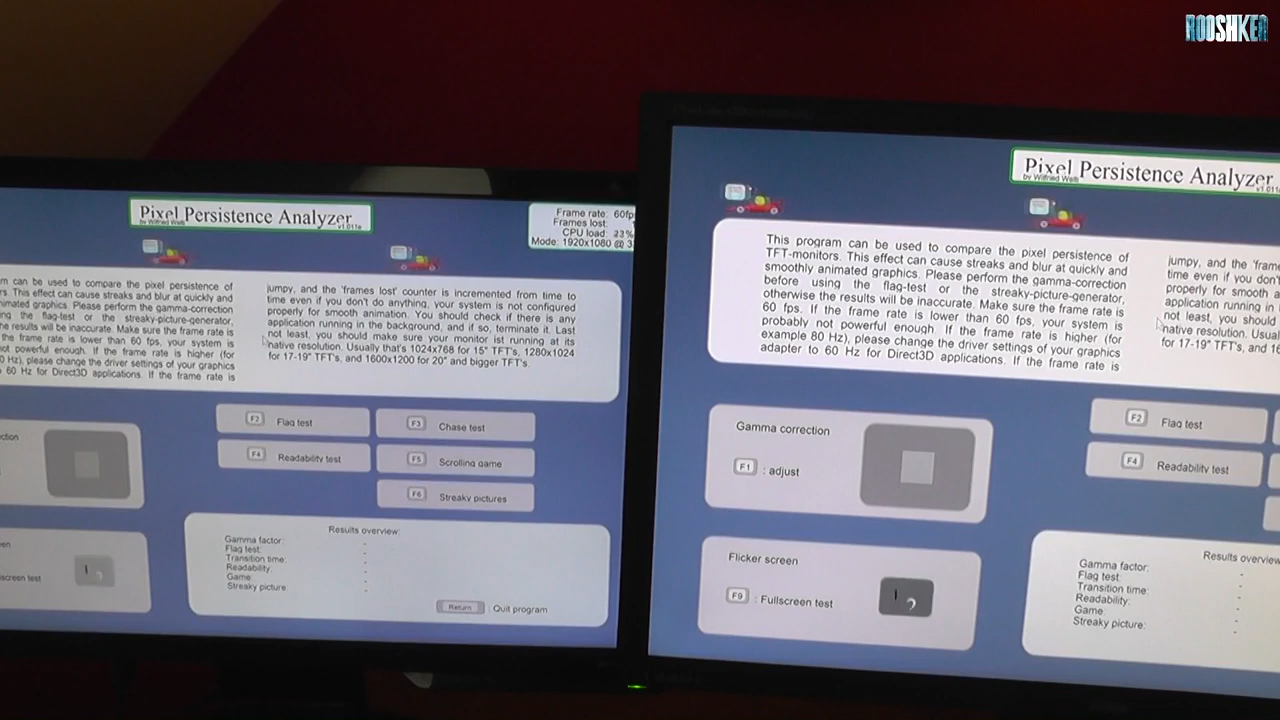 ROOSHKER
Pixel Persistence Analyzer
by Wilfried Welti
v1.011a
Frame rate: 60fp
Frames lost:
CPU load: 23%
Mode: 1920x1080 @ 3
m can be used to compare the pixel persistence of
rs. This effect can cause streaks and blur at quickly and
nimated graphics. Please perform the gamma-correction
ng the flag-test or the streaky-picture-generator,
he results will be inaccurate. Make sure the frame rate is
the frame rate is lower than 60 fps, your system is
not powerful enough. If the frame rate is higher (for
0 Hz), please change the driver settings of your graphics
60 Hz for Direct3D applications. If the frame rate is
jumpy, and the 'frames lost' counter is incremented from time to
time even if you don't do anything, your system is not configured
properly for smooth animation. You should check if there is any
application running in the background, and if so, terminate it. Last
not least, you should make sure your monitor ist running at its
native resolution. Usually that's 1024x768 for 15" TFT's, 1280x1024
for 17-19" TFT's, and 1600x1200 for 20" and bigger TFT's.
ction
F2 Flag test
F3 Chase test
F4 Readability test
F5 Scrolling game
F6 Streaky pictures
een
screen test
Results overview:
Gamma factor: -
Flag test: -
Transition time: -
Readability: -
Game: -
Streaky picture: -
Return : Quit program
Pixel Persistence Analyzer
by Wilfried Welti
v1.011
This program can be used to compare the pixel persistence of
TFT-monitors. This effect can cause streaks and blur at quickly and
smoothly animated graphics. Please perform the gamma-correction
before using the flag-test or the streaky-picture-generator,
otherwise the results will be inaccurate. Make sure the frame rate is
60 fps. If the frame rate is lower than 60 fps, your system is
probably not powerful enough. If the frame rate is higher (for
example 80 Hz), please change the driver settings of your graphics
adapter to 60 Hz for Direct3D applications. If the frame rate is
jumpy, and the 'frame
time even if you don't
properly for smooth a
application running in
not least, you should
native resolution. Usua
for 17-19" TFT's, and 16
Gamma correction
F1 : adjust
F2 Flag test
F4 Readability test
Flicker screen
F9 : Fullscreen test
Results overview
Gamma factor: -
Flag test: -
Transition time: -
Readability: -
Game: -
Streaky picture: -